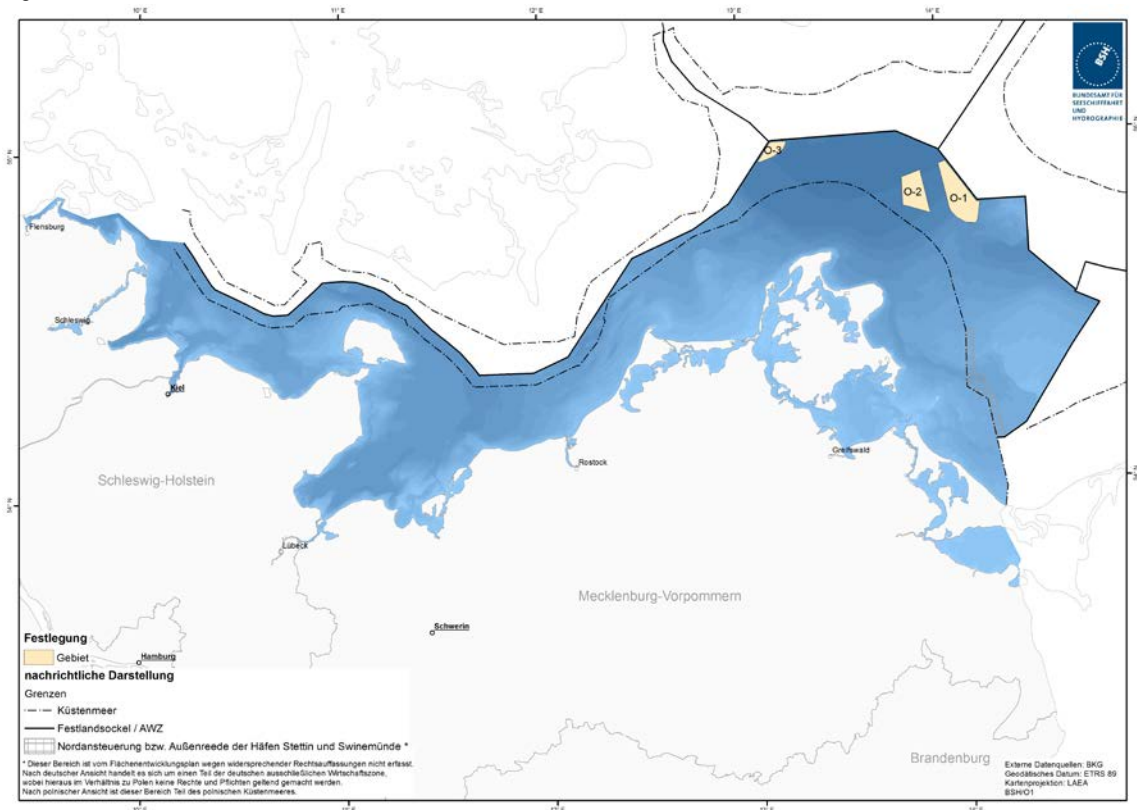 10° E 11° E 12° E 13° E 14° E
BSH
BUNDESAMT FÜR
SEESCHIFFFAHRT
UND
HYDROGRAPHIE
O-3
O-2
O-1
Flensburg
Schleswig
Kiel
Greifswald
Rostock
Schleswig-Holstein
54° N
Lübeck
Mecklenburg-Vorpommern
Schwerin
Hamburg
Brandenburg
Festlegung
Gebiet
nachrichtliche Darstellung
Grenzen
Küstenmeer
Festlandsockel / AWZ
Nordansteuerung bzw. Außenreede der Häfen Stettin und Swinemünde *
* Dieser Bereich ist vom Flächenentwicklungsplan wegen widersprechender Rechtsauffassungen nicht erfasst.
Nach deutscher Ansicht handelt es sich um einen Teil der deutschen ausschließlichen Wirtschaftszone,
wobei hieraus im Verhältnis zu Polen keine Rechte und Pflichten geltend gemacht werden.
Nach polnischer Ansicht ist dieser Bereich Teil des polnischen Küstenmeeres.
Externe Datenquellen: BKG
Geodätisches Datum: ETRS 89
Kartenprojektion: LAEA
BSH/O1